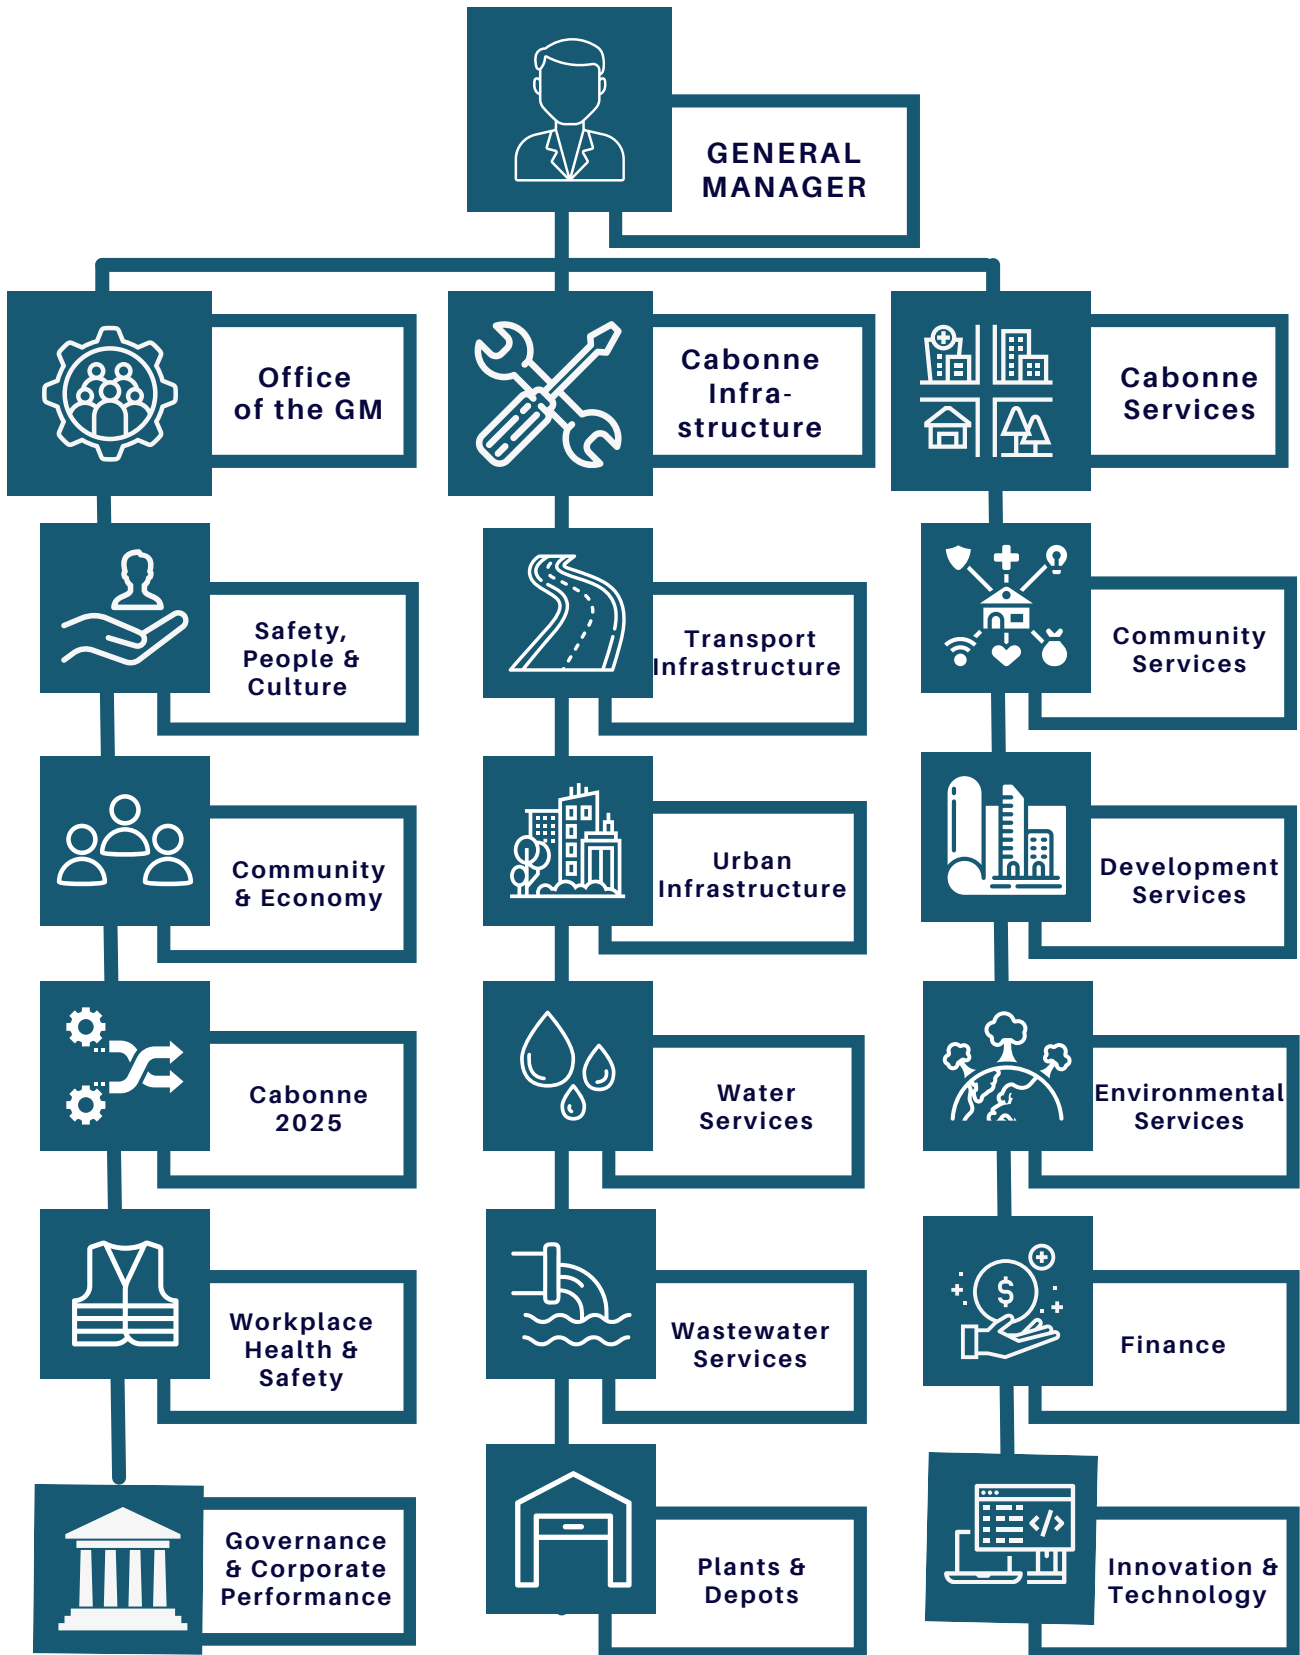 GENERAL
MANAGER
Office
of the GM
Safety,
People &
Culture
Community
& Economy
Cabonne
2025
Workplace
Health &
Safety
Governance
& Corporate
Performance
Cabonne
Infra-
structure
Transport
Infrastructure
Urban
Infrastructure
Water
Services
Wastewater
Services
Plants &
Depots
Cabonne
Services
Community
Services
Development
Services
Environmental
Services
$
Finance
</>
Innovation &
Technology